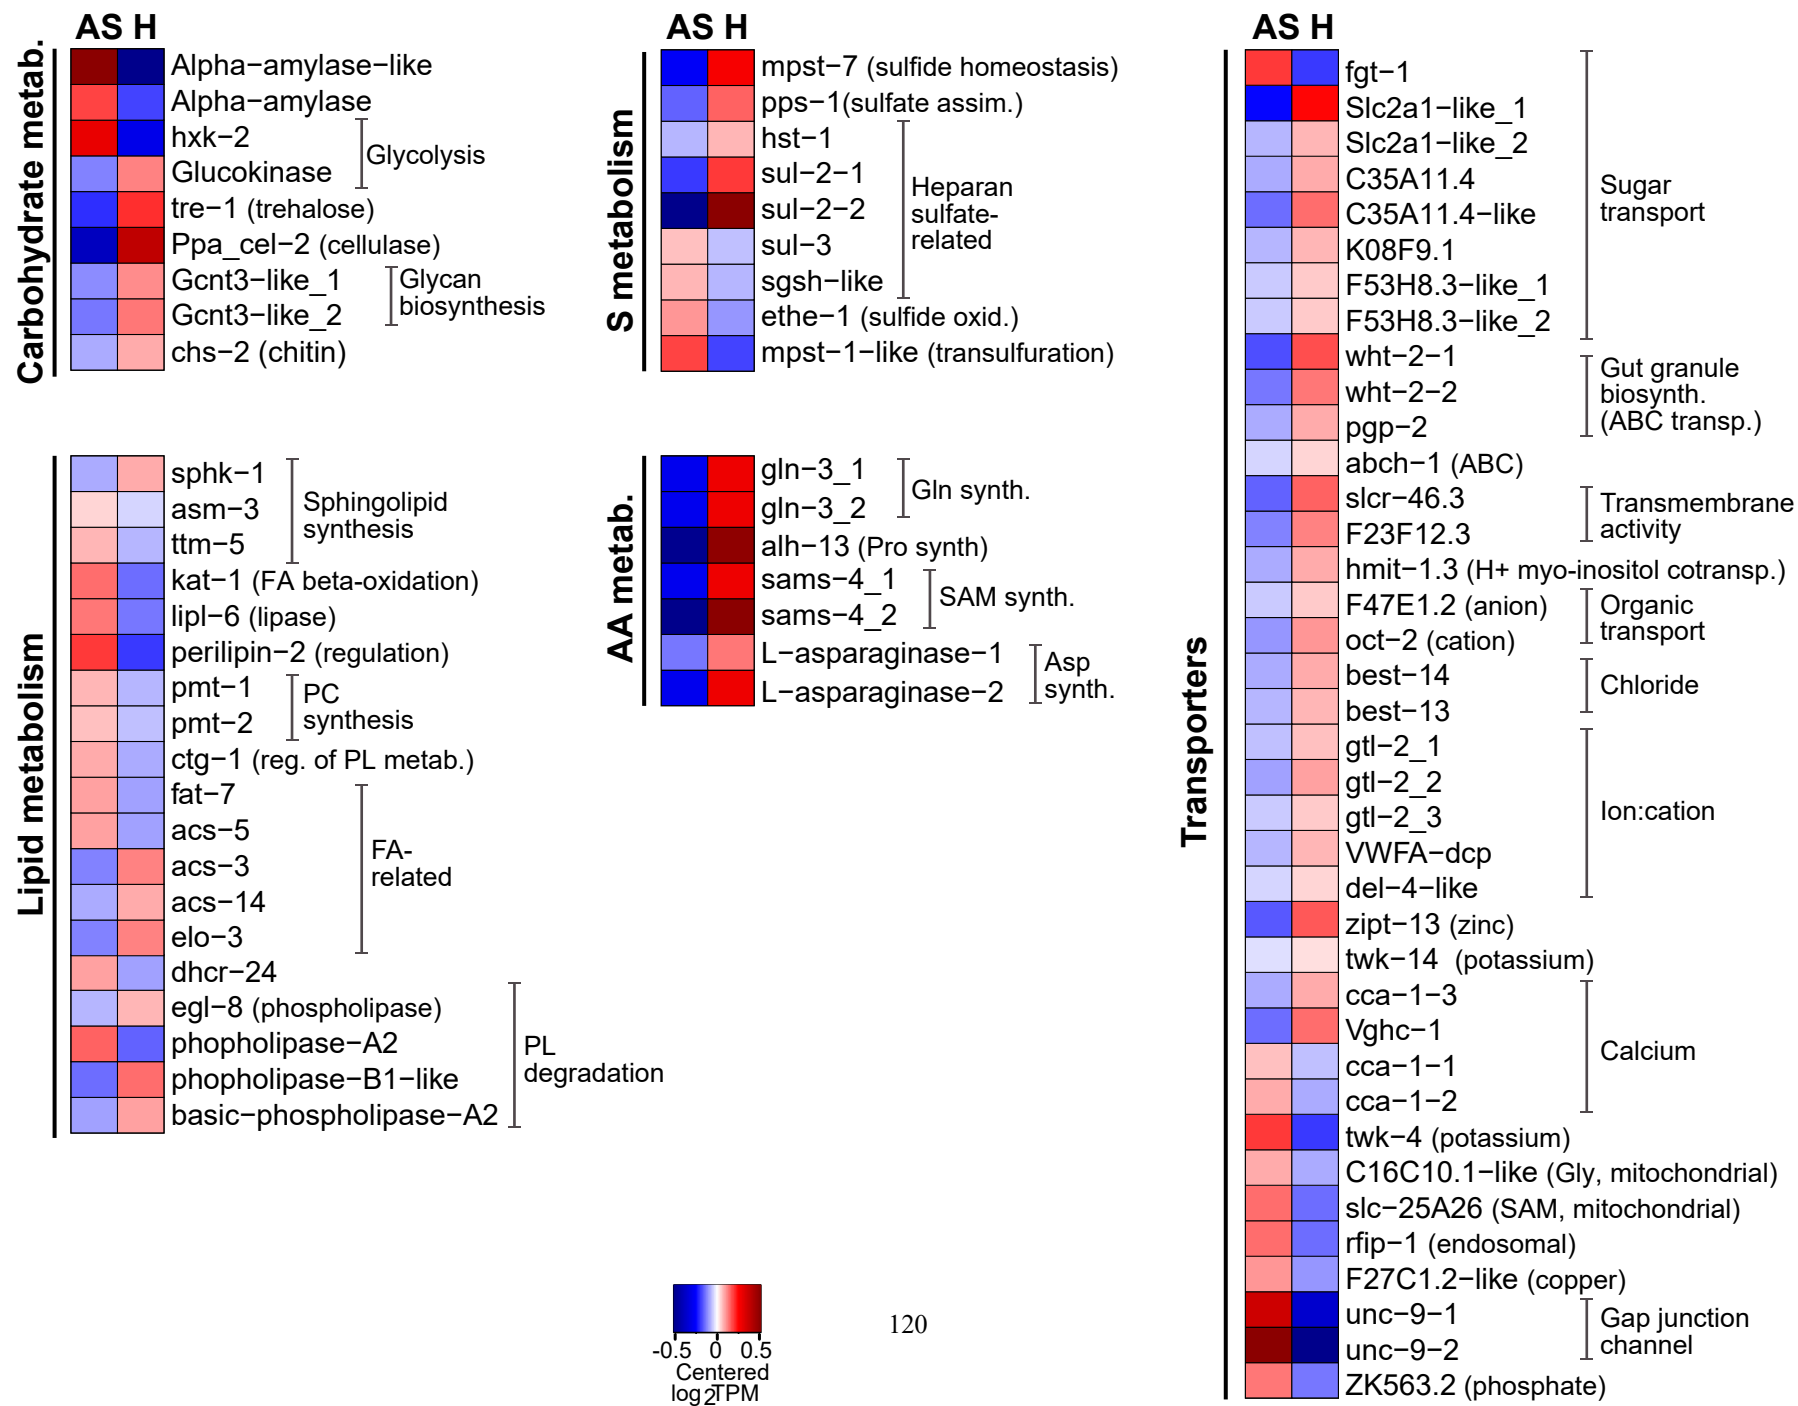 AS H
Carbohydrate metab.
Alpha−amylase−like
Alpha−amylase
hxk−2
Glucokinase
Glycolysis
tre−1 (trehalose)
Ppa_cel−2 (cellulase)
Gcnt3−like_1
Gcnt3−like_2
Glycan
biosynthesis
chs−2 (chitin)
Lipid metabolism
sphk−1
asm−3
ttm−5
Sphingolipid
synthesis
kat−1 (FA beta-oxidation)
lipl−6 (lipase)
perilipin−2 (regulation)
pmt−1
pmt−2
PC
synthesis
ctg−1 (reg. of PL metab.)
fat−7
acs−5
acs−3
acs−14
elo−3
FA-
related
dhcr−24
egl−8 (phospholipase)
phopholipase−A2
phopholipase−B1−like
basic−phospholipase−A2
PL
degradation
AS H
S metabolism
mpst−7 (sulfide homeostasis)
pps−1(sulfate assim.)
hst−1
sul−2−1
sul−2−2
sul−3
sgsh−like
Heparan
sulfate-
related
ethe−1 (sulfide oxid.)
mpst−1−like (transulfuration)
AA metab.
gln−3_1
gln−3_2
Gln synth.
alh−13 (Pro synth)
sams−4_1
sams−4_2
SAM synth.
L−asparaginase−1
L−asparaginase−2
Asp
synth.
-0.5 0 0.5
Centered
log2TPM
120
AS H
Transporters
fgt−1
Slc2a1−like_1
Slc2a1−like_2
C35A11.4
C35A11.4−like
K08F9.1
F53H8.3−like_1
F53H8.3−like_2
Sugar
transport
wht−2−1
wht−2−2
pgp−2
Gut granule
biosynth.
(ABC transp.)
abch−1 (ABC)
slcr−46.3
F23F12.3
Transmembrane
activity
hmit−1.3 (H+ myo-inositol cotransp.)
F47E1.2 (anion)
oct−2 (cation)
Organic
transport
best−14
best−13
Chloride
gtl−2_1
gtl−2_2
gtl−2_3
VWFA−dcp
del−4−like
Ion:cation
zipt−13 (zinc)
twk−14 (potassium)
cca−1−3
Vghc−1
cca−1−1
cca−1−2
Calcium
twk−4 (potassium)
C16C10.1−like (Gly, mitochondrial)
slc−25A26 (SAM, mitochondrial)
rfip−1 (endosomal)
F27C1.2−like (copper)
unc−9−1
unc−9−2
Gap junction
channel
ZK563.2 (phosphate)